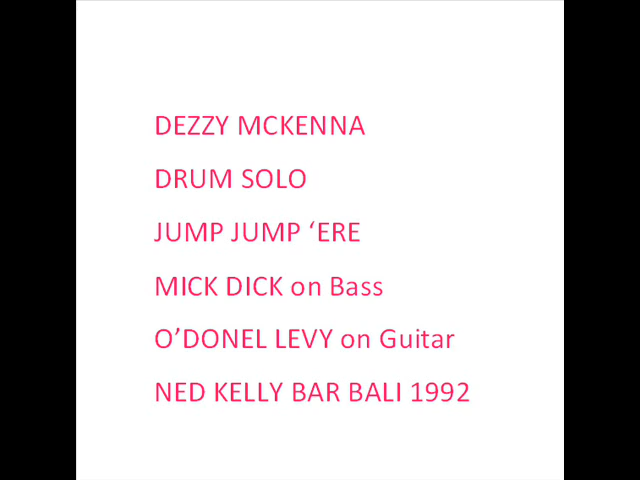 DEZZY MCKENNA
DRUM SOLO
JUMP JUMP ‘ERE
MICK DICK on Bass
O’DONEL LEVY on Guitar
NED KELLY BAR BALI 1992